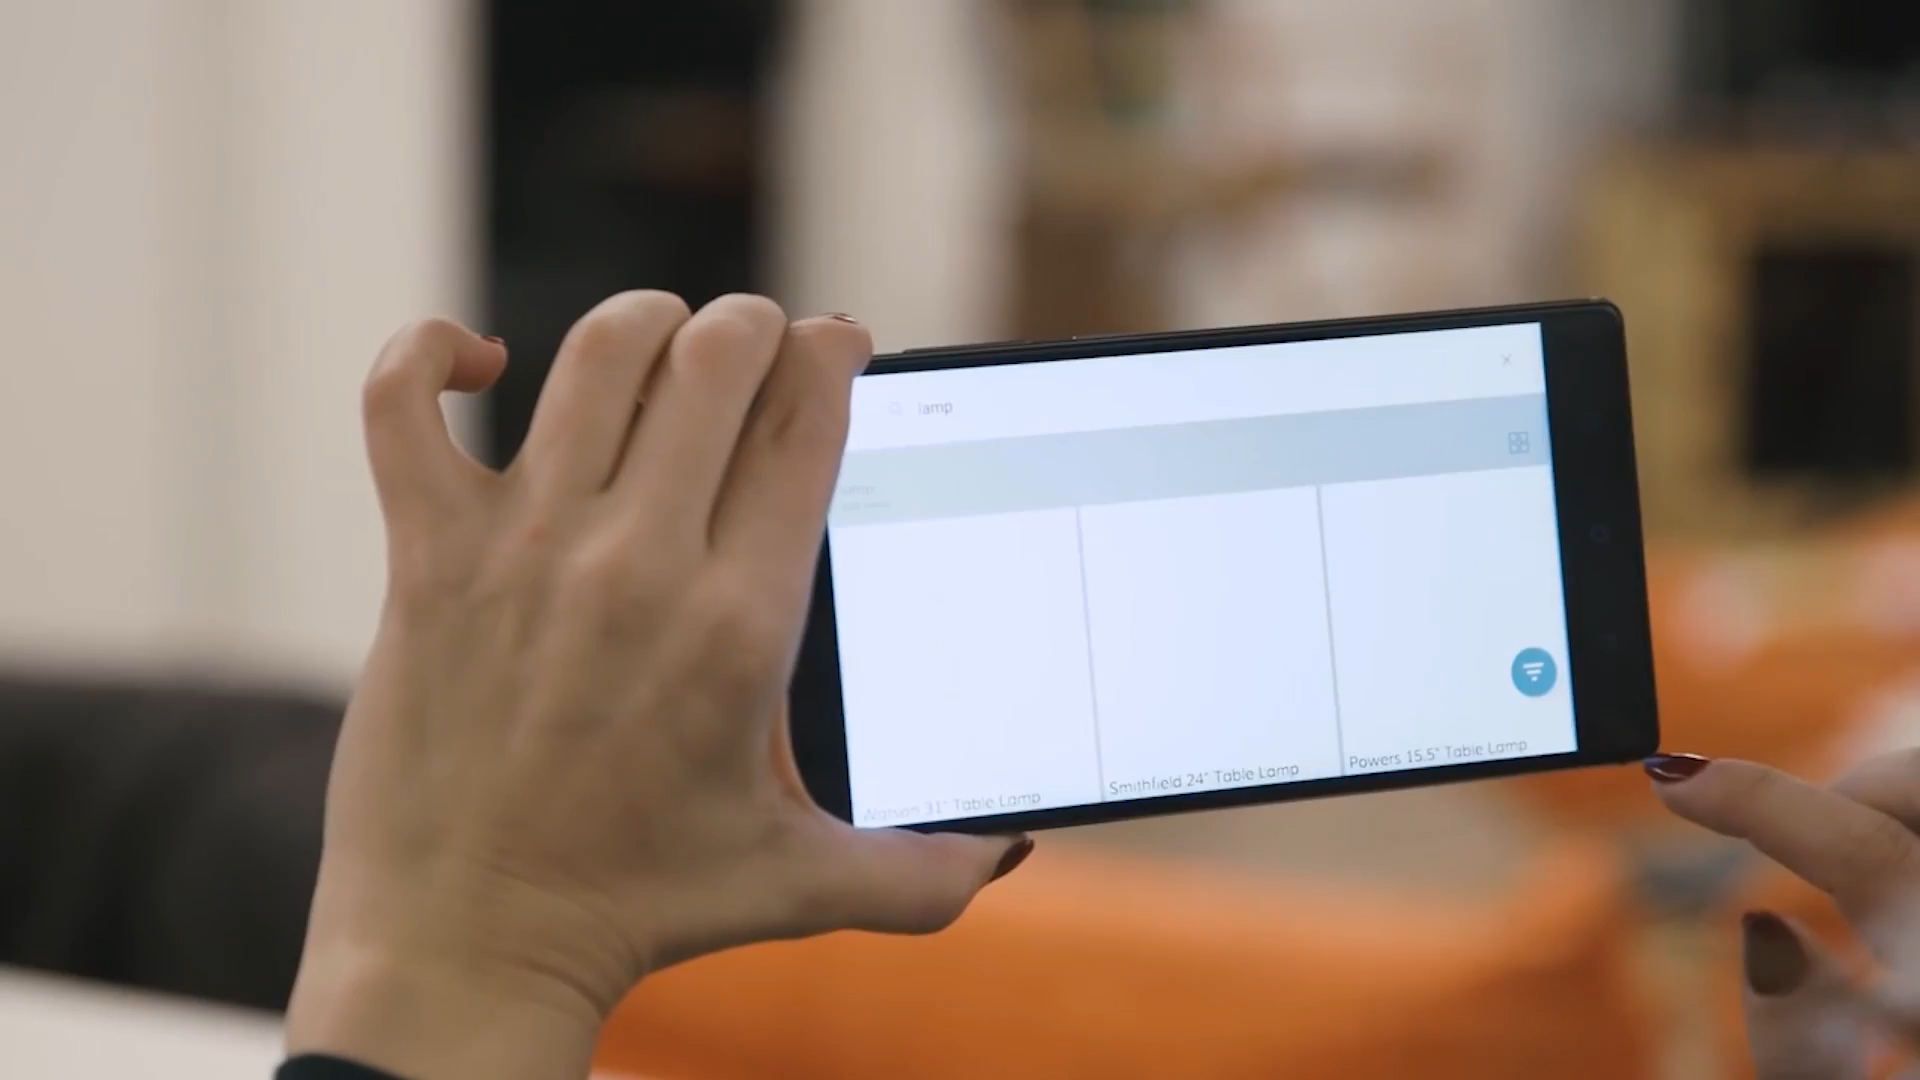 lamp
Watson 31" Table Lamp
Smithfield 24" Table Lamp
Powers 15.5" Table Lamp